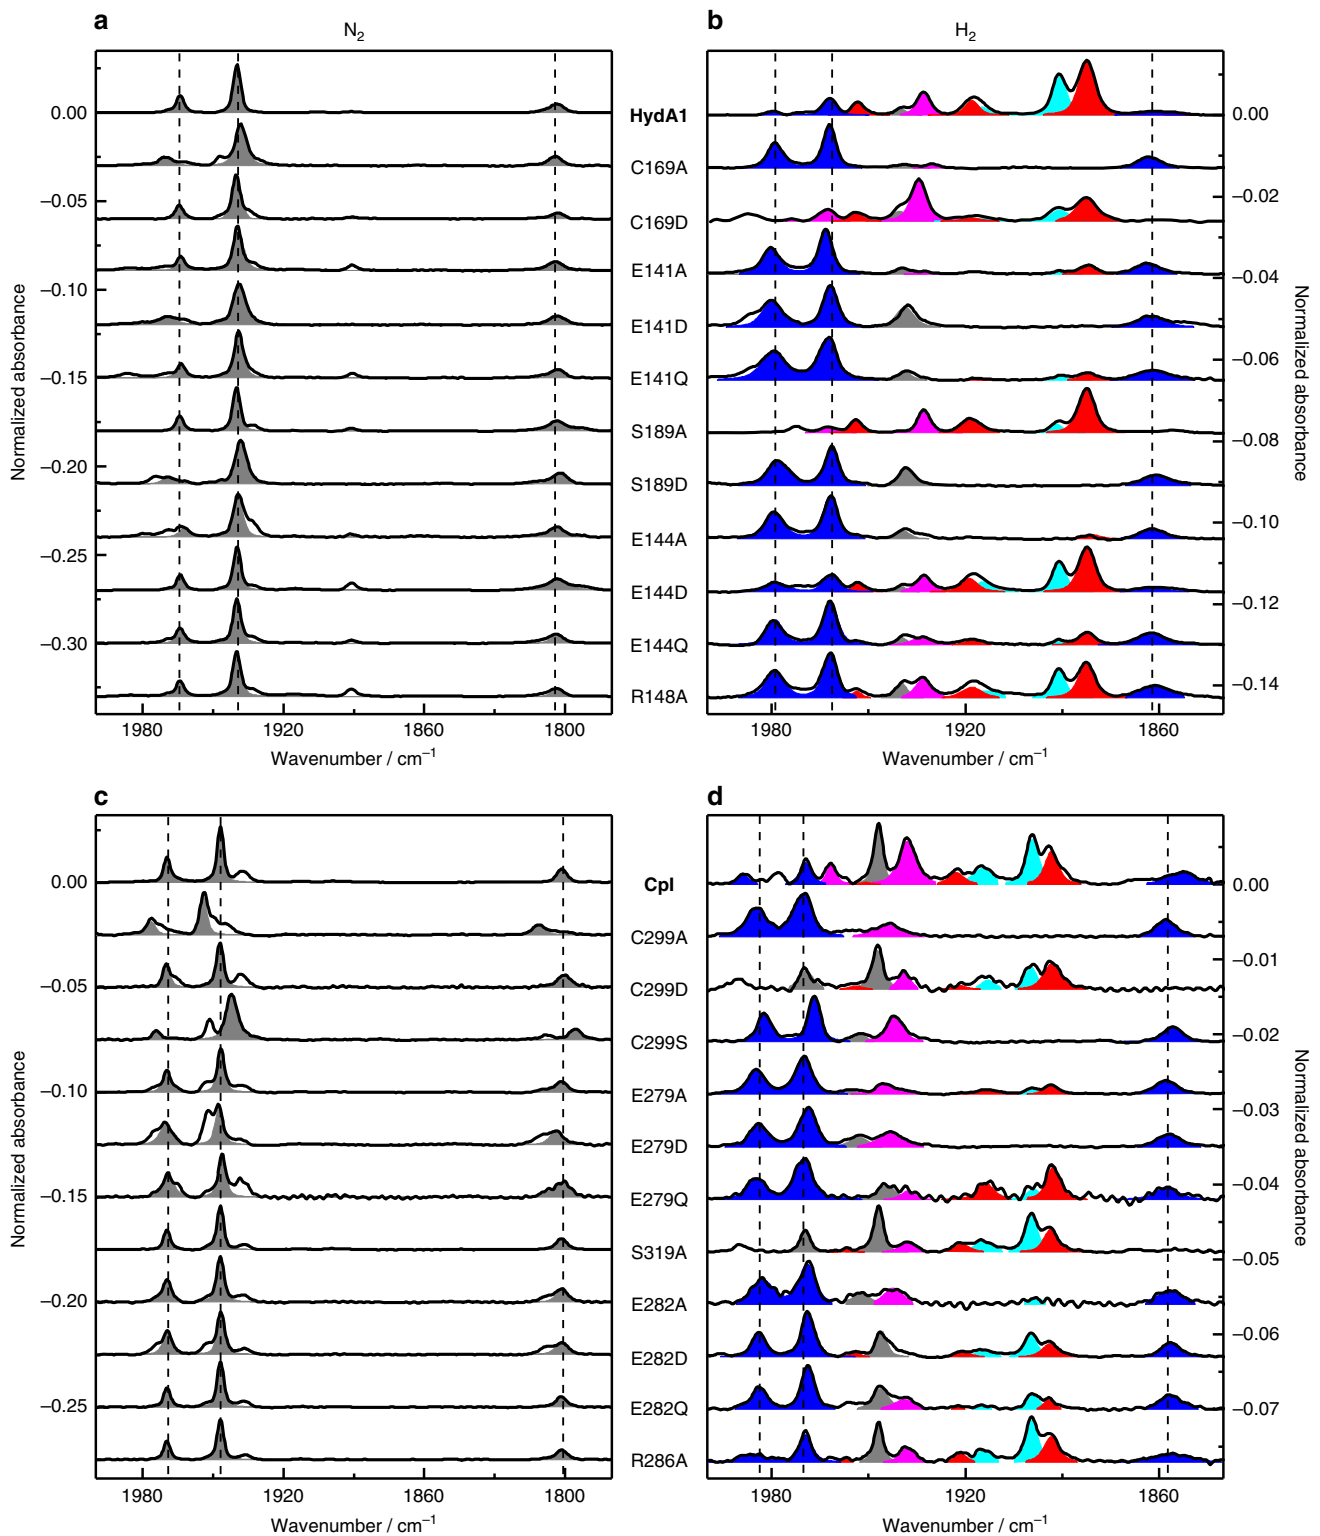 a
N2
b
H2
0.00
−0.05
−0.10
−0.15
−0.20
−0.25
−0.30
Normalized absorbance
HydA1
C169A
C169D
E141A
E141D
E141Q
S189A
S189D
E144A
E144D
E144Q
R148A
0.00
−0.02
−0.04
−0.06
−0.08
−0.10
−0.12
−0.14
Normalized absorbance
1980 1920 1860 1800
Wavenumber / cm−1
1980 1920 1860
Wavenumber / cm−1
c
d
0.00
−0.05
−0.10
−0.15
−0.20
−0.25
Normalized absorbance
CpI
C299A
C299D
C299S
E279A
E279D
E279Q
S319A
E282A
E282D
E282Q
R286A
0.00
−0.01
−0.02
−0.03
−0.04
−0.05
−0.06
−0.07
Normalized absorbance
1980 1920 1860 1800
Wavenumber / cm−1
1980 1920 1860
Wavenumber / cm−1